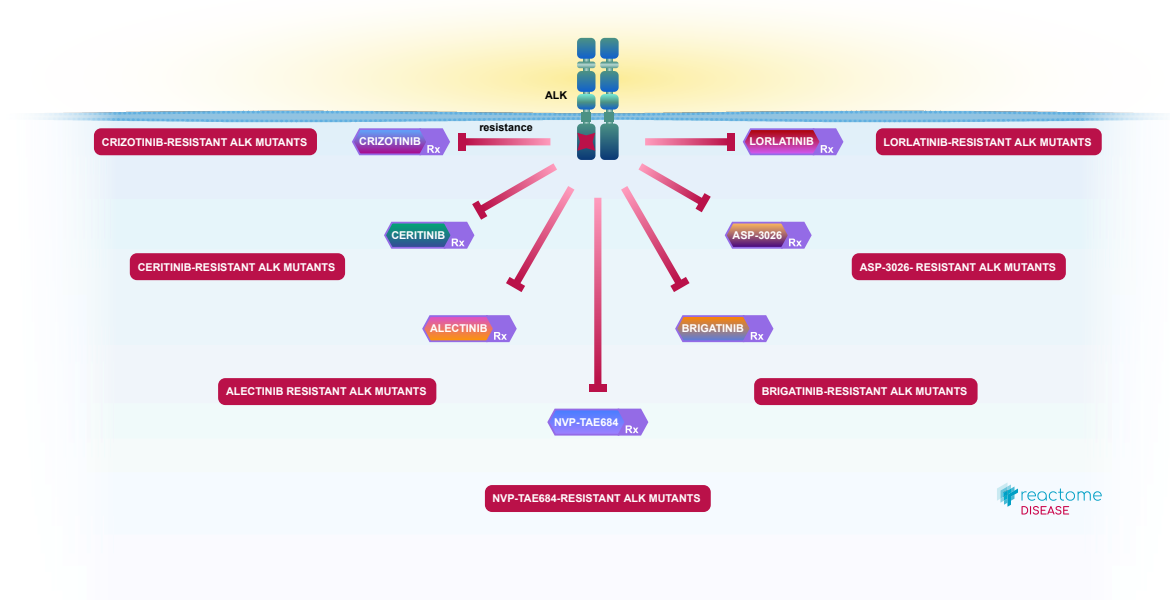 ALK
resistance
CRIZOTINIB-RESISTANT ALK MUTANTS
CRIZOTINIB
Rx
LORLATINIB
Rx
LORLATINIB-RESISTANT ALK MUTANTS
CERITINIB
Rx
ASP-3026
Rx
CERITINIB-RESISTANT ALK MUTANTS
ASP-3026- RESISTANT ALK MUTANTS
ALECTINIB
Rx
BRIGATINIB
Rx
ALECTINIB RESISTANT ALK MUTANTS
BRIGATINIB-RESISTANT ALK MUTANTS
NVP-TAE684
Rx
NVP-TAE684-RESISTANT ALK MUTANTS
reactome
DISEASE